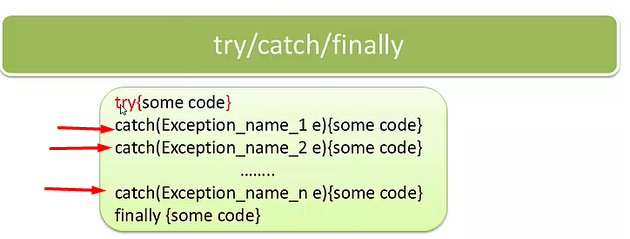 try/catch/finally
try{some code}
catch(Exception_name_1 e){some code}
catch(Exception_name_2 e){some code}
........
catch(Exception_name_n e){some code}
finally {some code}